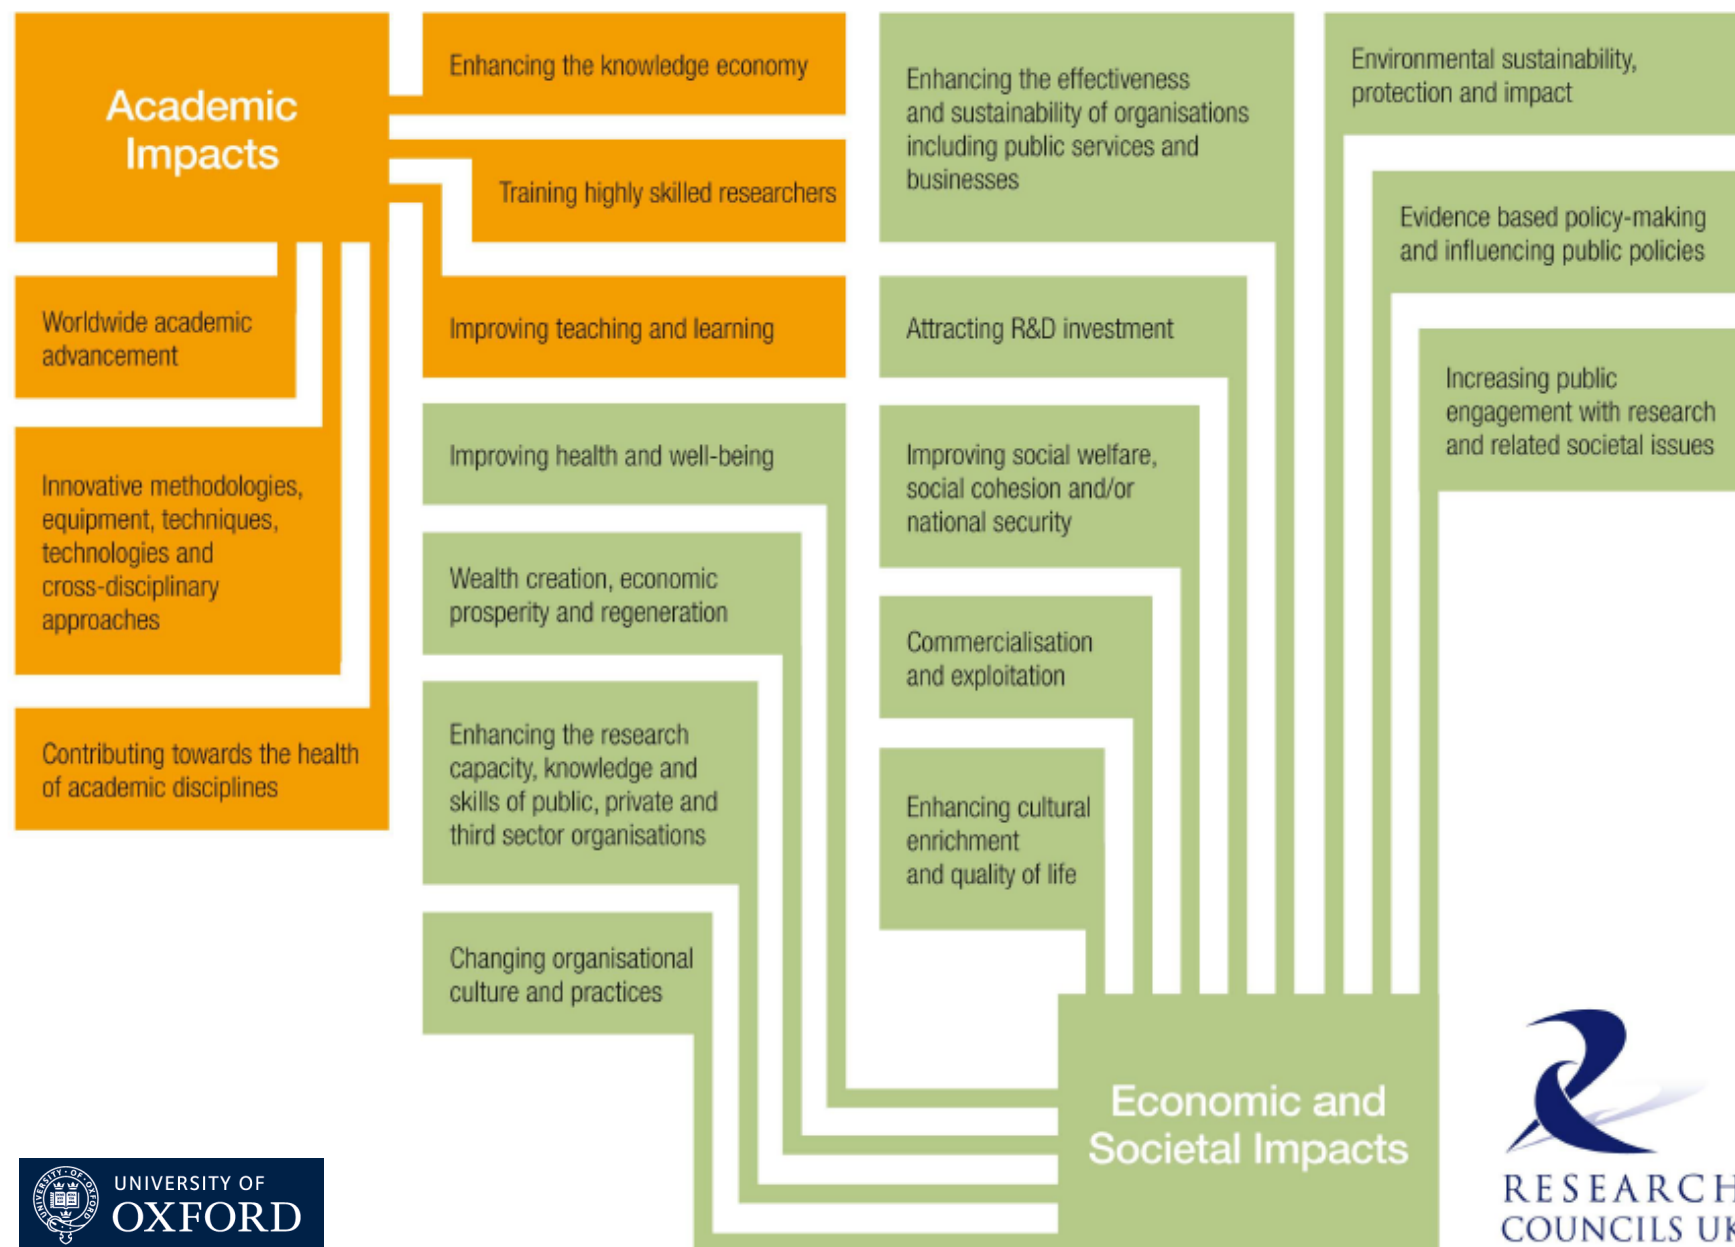 Academic
Impacts
Enhancing the knowledge economy
Training highly skilled researchers
Improving teaching and learning
Worldwide academic
advancement
Innovative methodologies,
equipment, techniques,
technologies and
cross-disciplinary
approaches
Contributing towards the health
of academic disciplines
Improving health and well-being
Wealth creation, economic
prosperity and regeneration
Enhancing the research
capacity, knowledge and
skills of public, private and
third sector organisations
Changing organisational
culture and practices
Enhancing the effectiveness
and sustainability of organisations
including public services and
businesses
Attracting R&D investment
Improving social welfare,
social cohesion and/or
national security
Commercialisation
and exploitation
Enhancing cultural
enrichment
and quality of life
Environmental sustainability,
protection and impact
Evidence based policy-making
and influencing public policies
Increasing public
engagement with research
and related societal issues
Economic and
Societal Impacts
UNIVERSITY OF
OXFORD
UNIVERSITY·OF·OXFORD
RESEARCH
COUNCILS UK